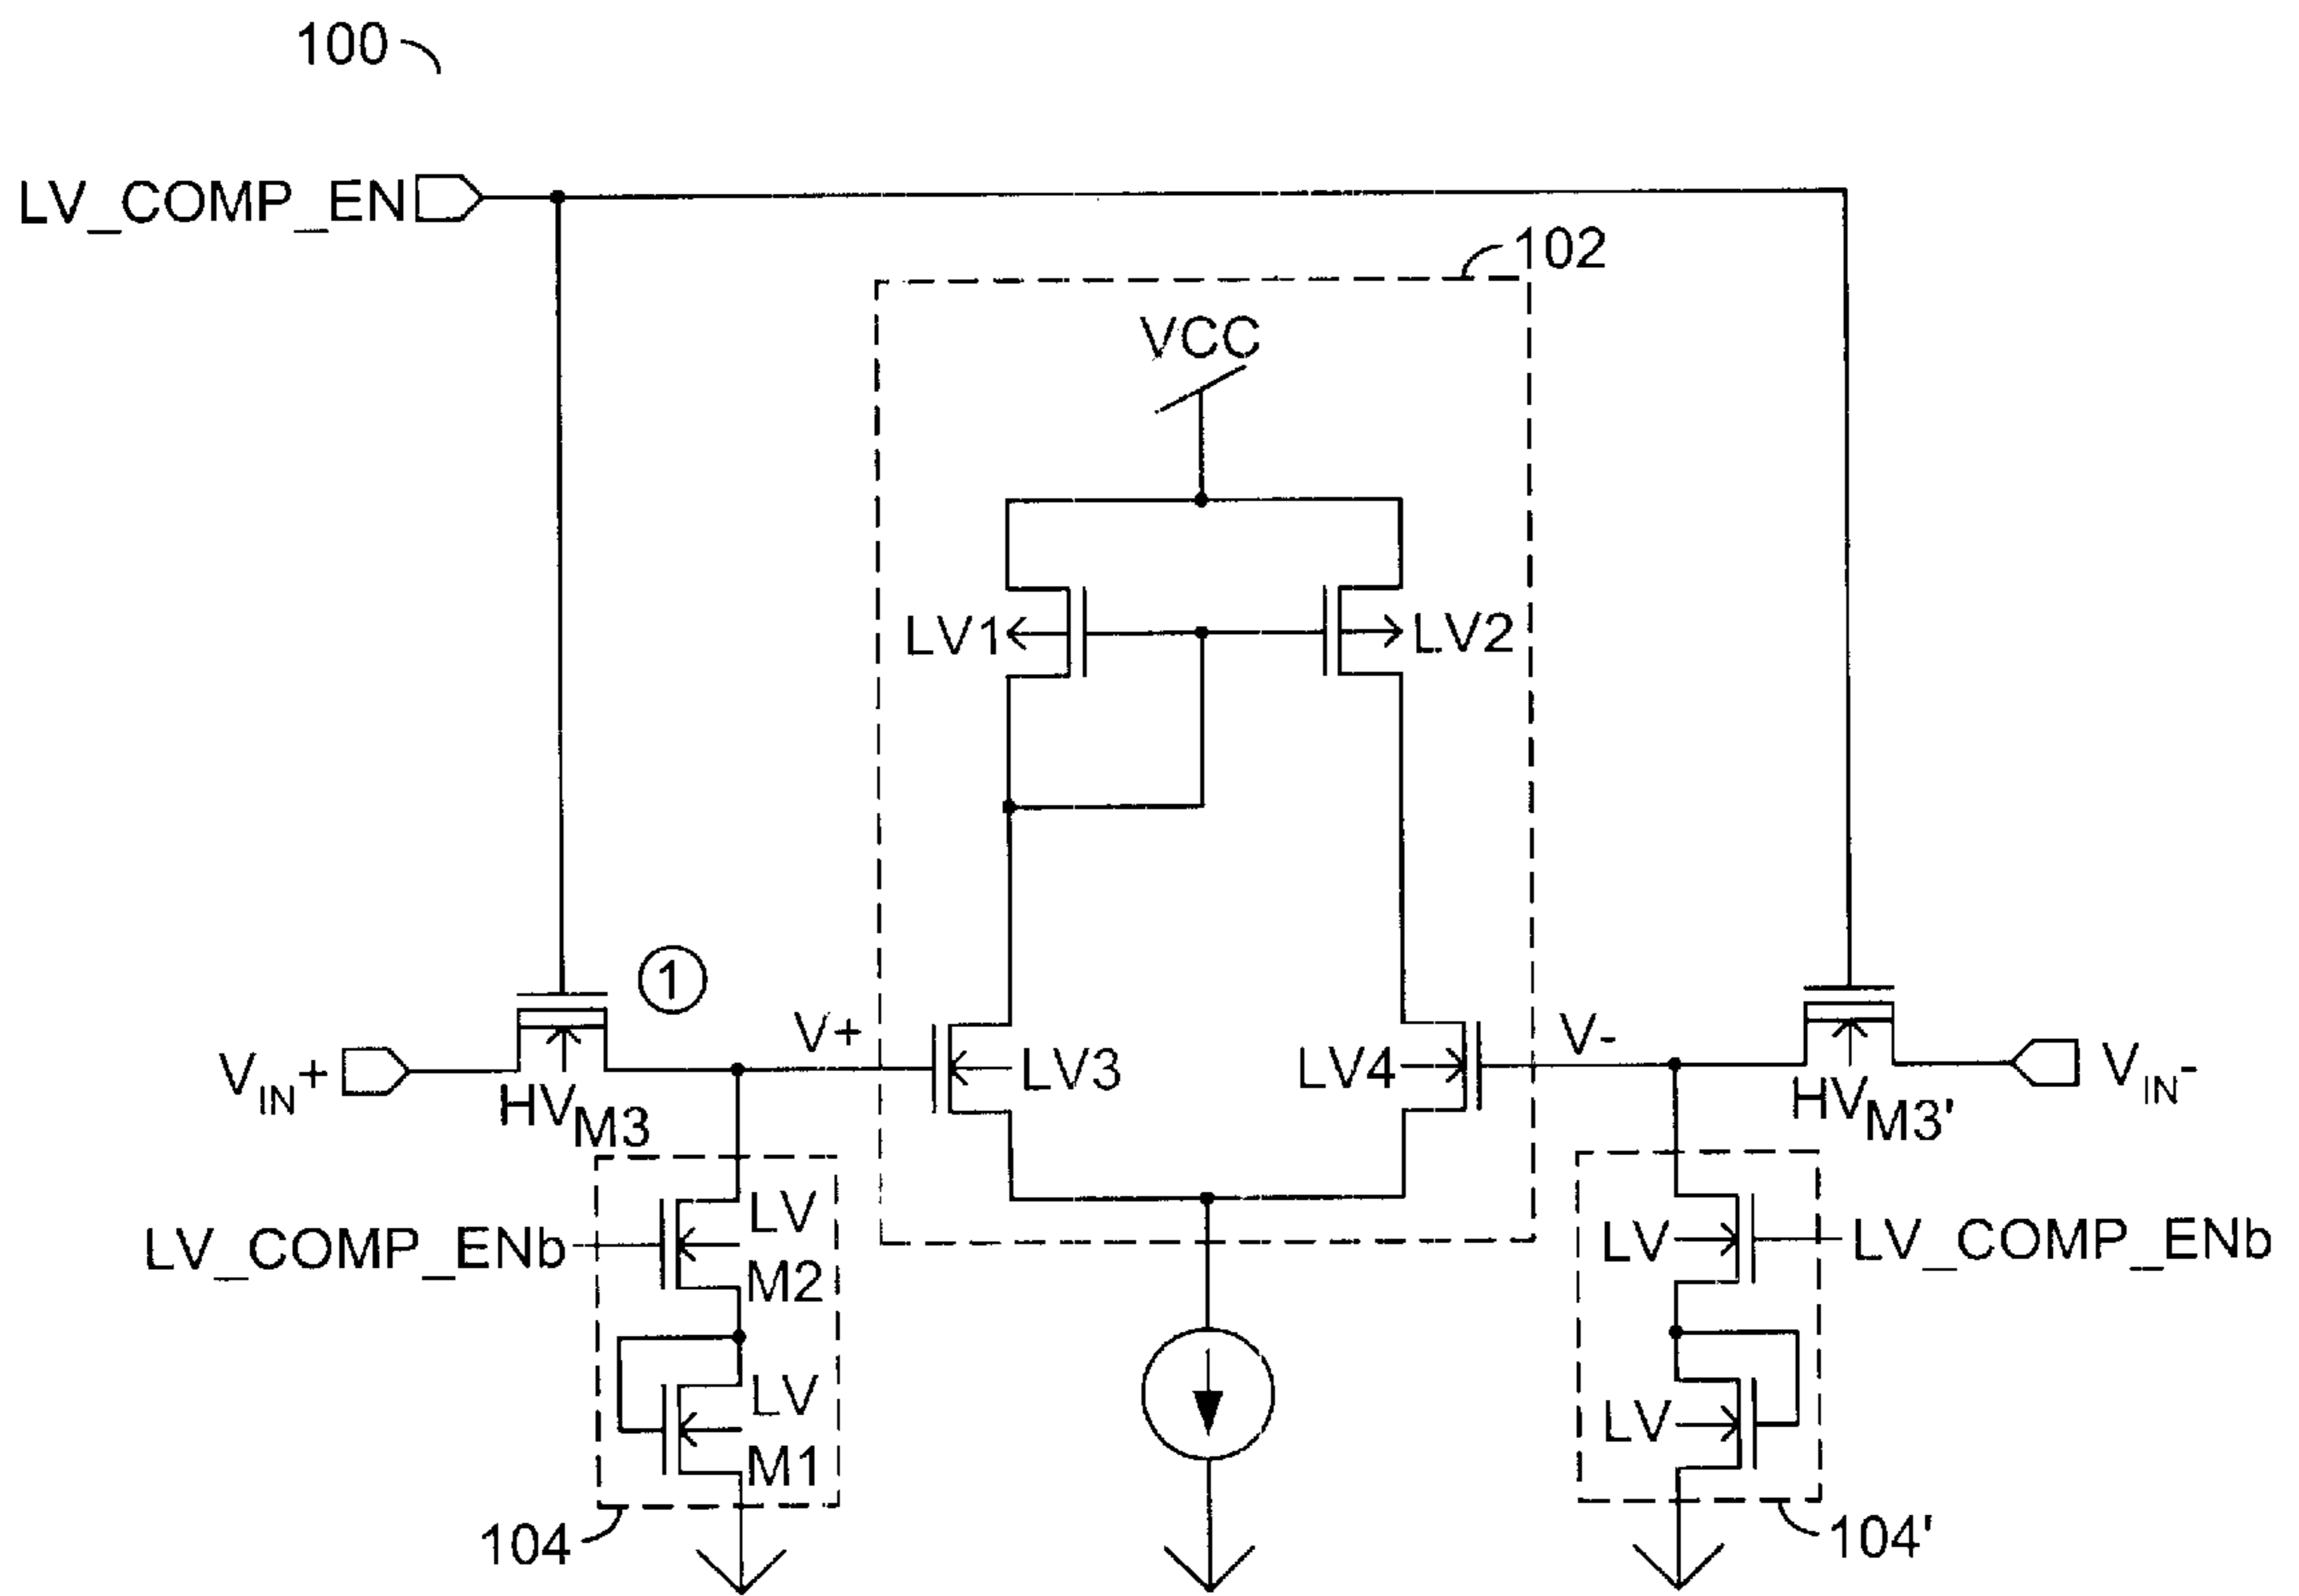 100
LV_COMP_EN
102
VCC
LV1
LV2
1
V+
V-
LV3
LV4
VIN+
HVM3
HVM3'
VIN-
LV
M2
LV_COMP_ENb
LV
LV_COMP_ENb
LV
M1
LV
104
104'